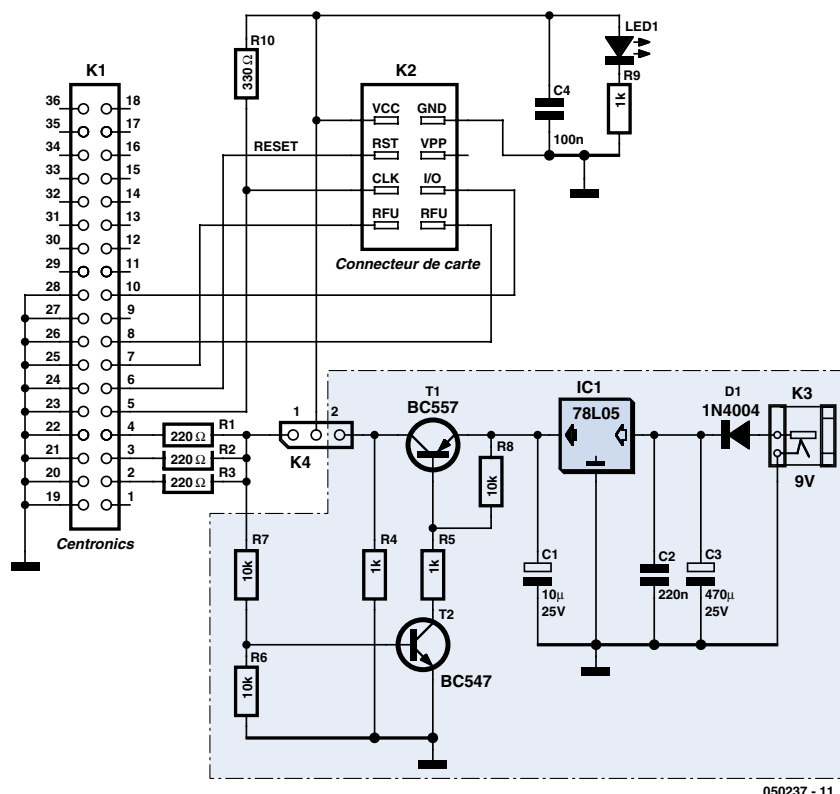 LED1
R10
330 Ω
K1
K2
R9
1k
C4
100n
VCC
GND
RST
VPP
CLK
I/O
RFU
RFU
RESET
Connecteur de carte
36
18
35
17
34
16
33
15
32
14
31
13
30
12
29
11
28
10
27
9
26
8
25
7
24
6
23
5
22
4
21
3
20
2
19
1
Centronics
R1
220 Ω
R2
220 Ω
R3
220 Ω
1
2
K4
T1
BC557
R8
10k
IC1
78L05
D1
1N4004
K3
9V
R7
10k
R4
1k
R5
1k
C1
10µ
25V
C2
220n
C3
470µ
25V
T2
BC547
R6
10k
050237 - 11